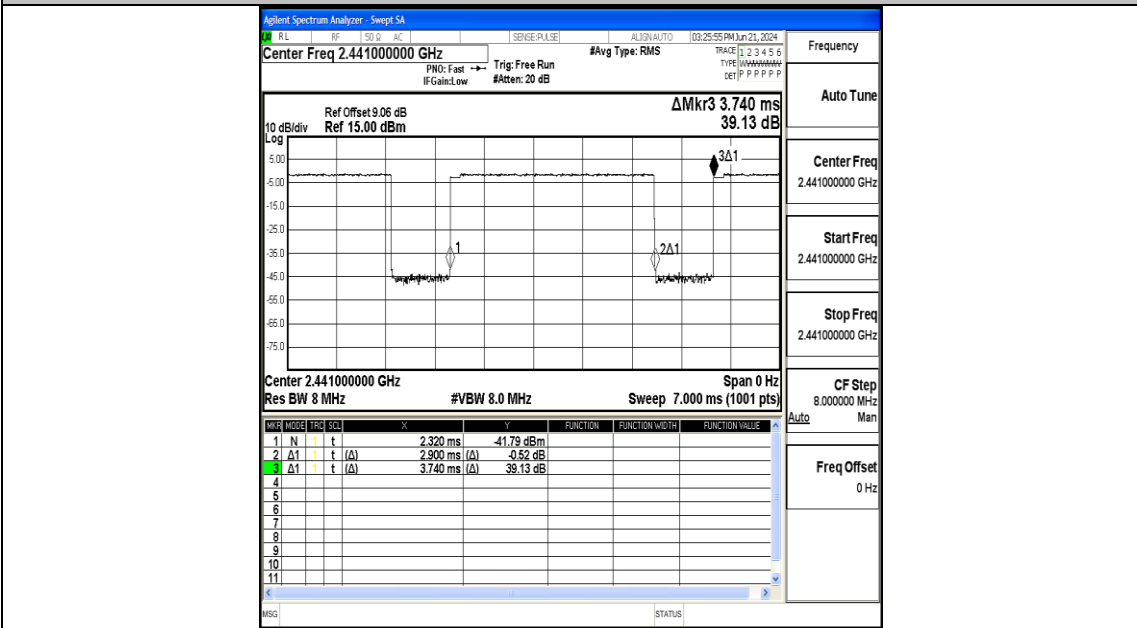 Agilent Spectrum Analyzer - Swept SA
RL RF 50 Ω AC SENSE:PULSE ALIGN AUTO 03:25:55 PM Jun 21, 2024
Center Freq 2.441000000 GHz
PNO: Fast
IFGain:Low
Trig: Free Run
#Atten: 20 dB
#Avg Type: RMS
TRACE 1 2 3 4 5 6
TYPE
DET P P P P P P
Ref Offset 9.06 dB
10 dB/div Ref 15.00 dBm
Log
ΔMkr3 3.740 ms
39.13 dB
5.00
-5.00
-15.0
-25.0
-35.0
-45.0
-55.0
-65.0
-75.0
1
2Δ1
3Δ1
Center 2.441000000 GHz Span 0 Hz
Res BW 8 MHz #VBW 8.0 MHz Sweep 7.000 ms (1001 pts)
MKR MODE TRC SCL X Y FUNCTION FUNCTION WIDTH FUNCTION VALUE
1 N 1 t 2.320 ms -41.79 dBm
2 Δ1 1 t (Δ) 2.900 ms (Δ) -0.52 dB
3 Δ1 1 t (Δ) 3.740 ms (Δ) 39.13 dB
4
5
6
7
8
9
10
11
MSG STATUS
Frequency
Auto Tune
Center Freq
2.441000000 GHz
Start Freq
2.441000000 GHz
Stop Freq
2.441000000 GHz
CF Step
8.000000 MHz
Auto Man
Freq Offset
0 Hz